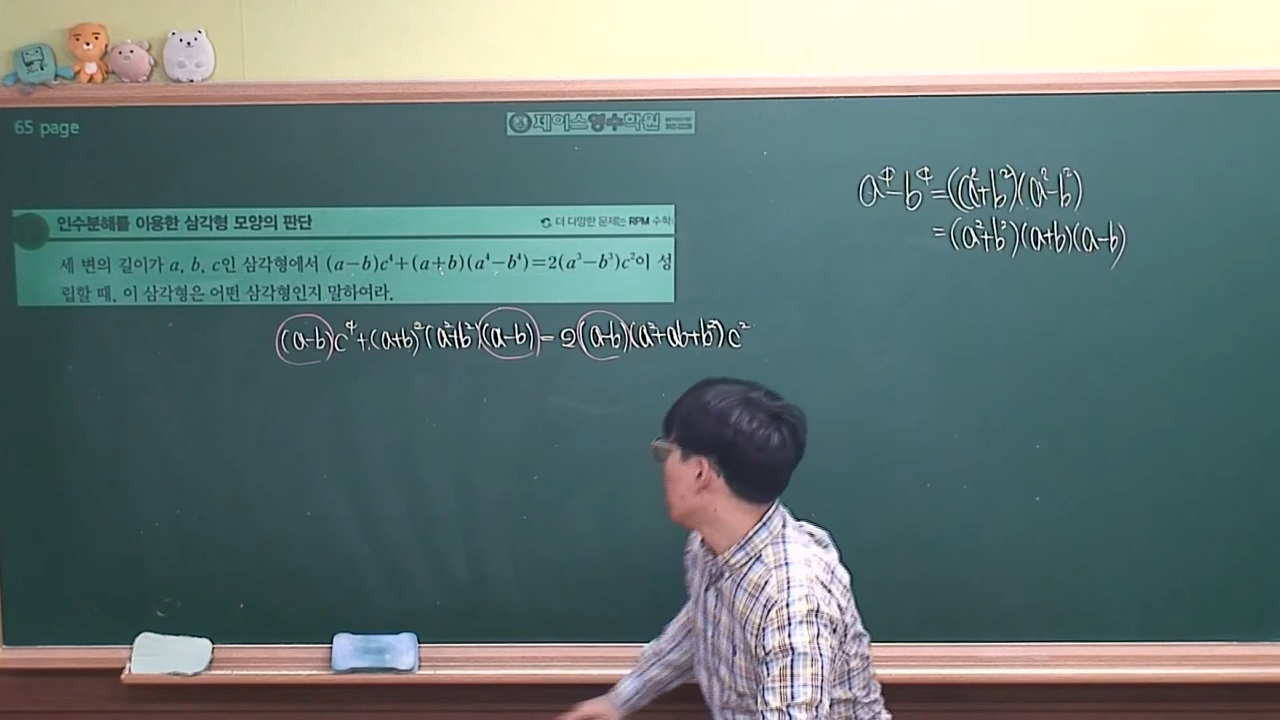 65 page
제이스영수학원
인수분해를 이용한 삼각형 모양의 판단
더 다양한 문제는 RPM 수학
세 변의 길이가 a, b, c인 삼각형에서 (a−b)c⁴+(a+b)(a⁴−b⁴)=2(a³−b³)c²이 성
립할 때, 이 삼각형은 어떤 삼각형인지 말하여라.
(a-b)c⁴+(a+b)²(a²+b²)(a-b)=2(a-b)(a²+ab+b²)c²
a⁴-b⁴=(a²+b²)(a²-b²)
=(a²+b²)(a+b)(a-b)